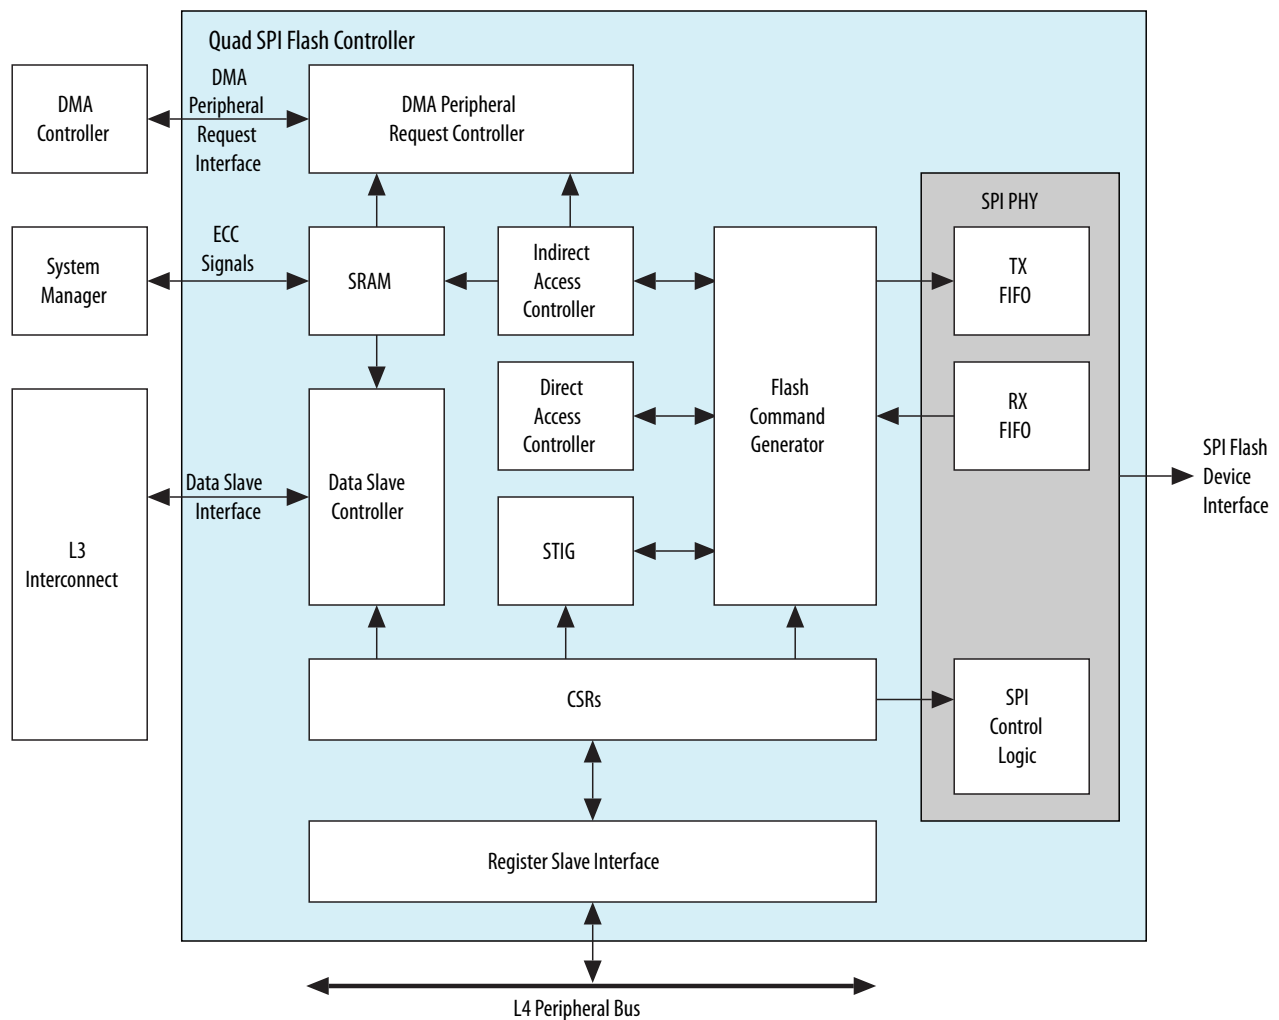 Quad SPI Flash Controller
DMA
Controller
DMA
Peripheral
Request
Interface
DMA Peripheral
Request Controller
SPI PHY
System
Manager
ECC
Signals
SRAM
Indirect
Access
Controller
TX
FIFO
Direct
Access
Controller
Flash
Command
Generator
RX
FIFO
SPI Flash
Device
Interface
L3
Interconnect
Data Slave
Interface
Data Slave
Controller
STIG
CSRs
SPI
Control
Logic
Register Slave Interface
L4 Peripheral Bus